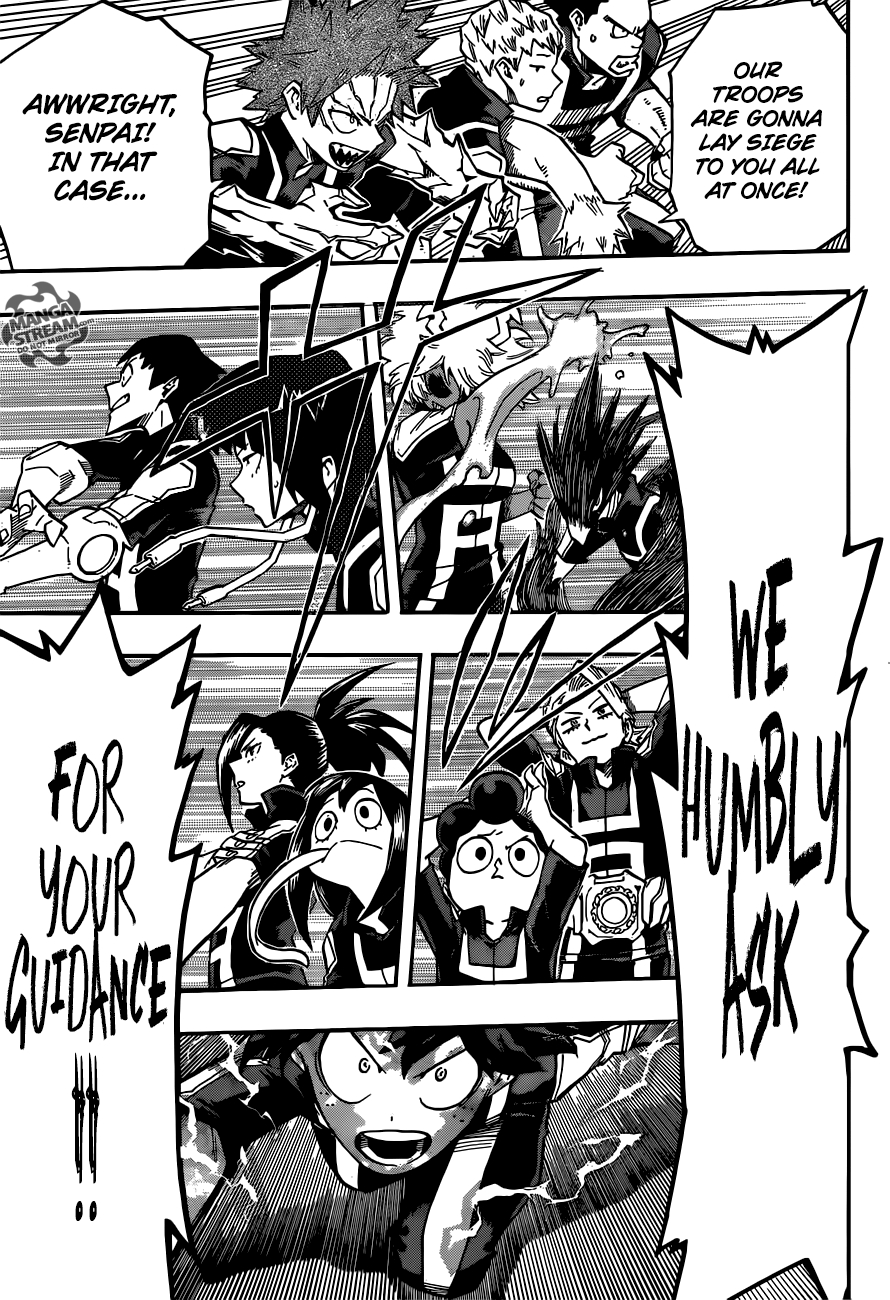 OUR
TROOPS
ARE GONNA
LAY SIEGE
TO YOU ALL
AT ONCE!
AWWRIGHT,
SENPAI!
IN THAT
CASE...
MANGA
STREAM.com
DO NOT MIRROR
WE
HUMBLY
ASK
FOR
YOUR
GUIDANCE
!!